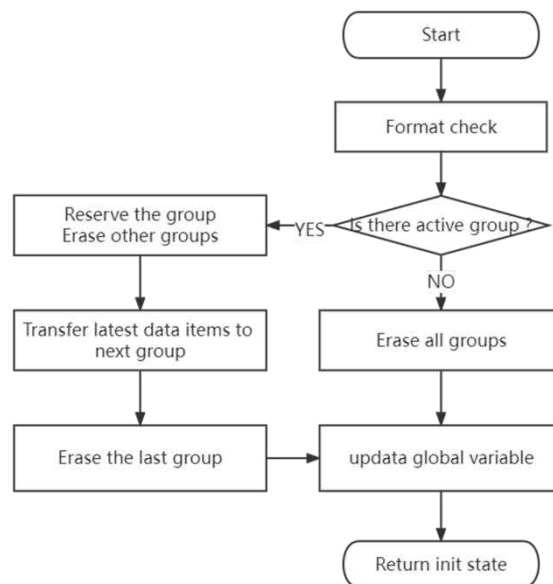 Start
Format check
Is there active group ?
YES
Reserve the group
Erase other groups
NO
Transfer latest data items to
next group
Erase all groups
Erase the last group
updata global variable
Return init state